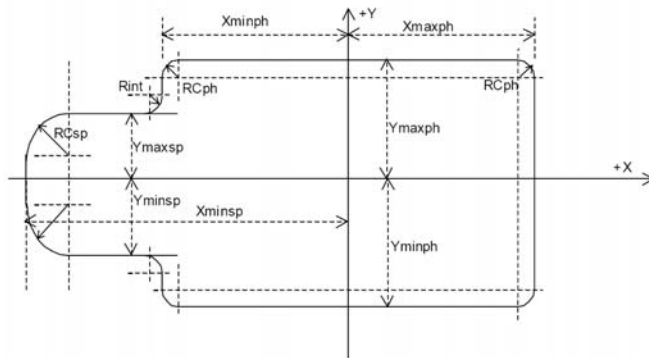 Xminph
+Y
Xmaxph
Rint
RCph
RCph
RCsp
Ymaxsp
Ymaxph
+X
Yminsp
Xminsp
Yminph